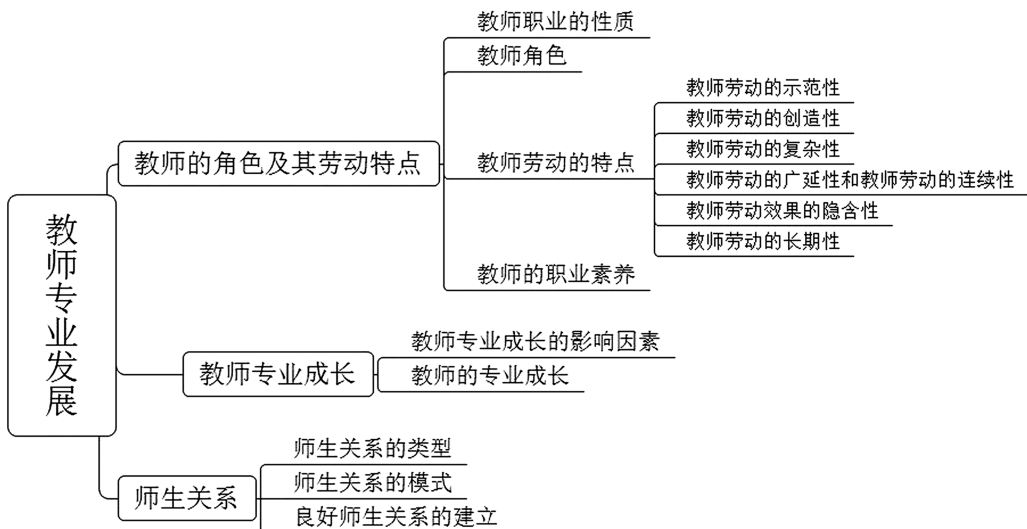 教师专业发展
教师的角色及其劳动特点
教师职业的性质
教师角色
教师劳动的特点
教师劳动的示范性
教师劳动的创造性
教师劳动的复杂性
教师劳动的广延性和教师劳动的连续性
教师劳动效果的隐含性
教师劳动的长期性
教师的职业素养
教师专业成长
教师专业成长的影响因素
教师的专业成长
师生关系
师生关系的类型
师生关系的模式
良好师生关系的建立